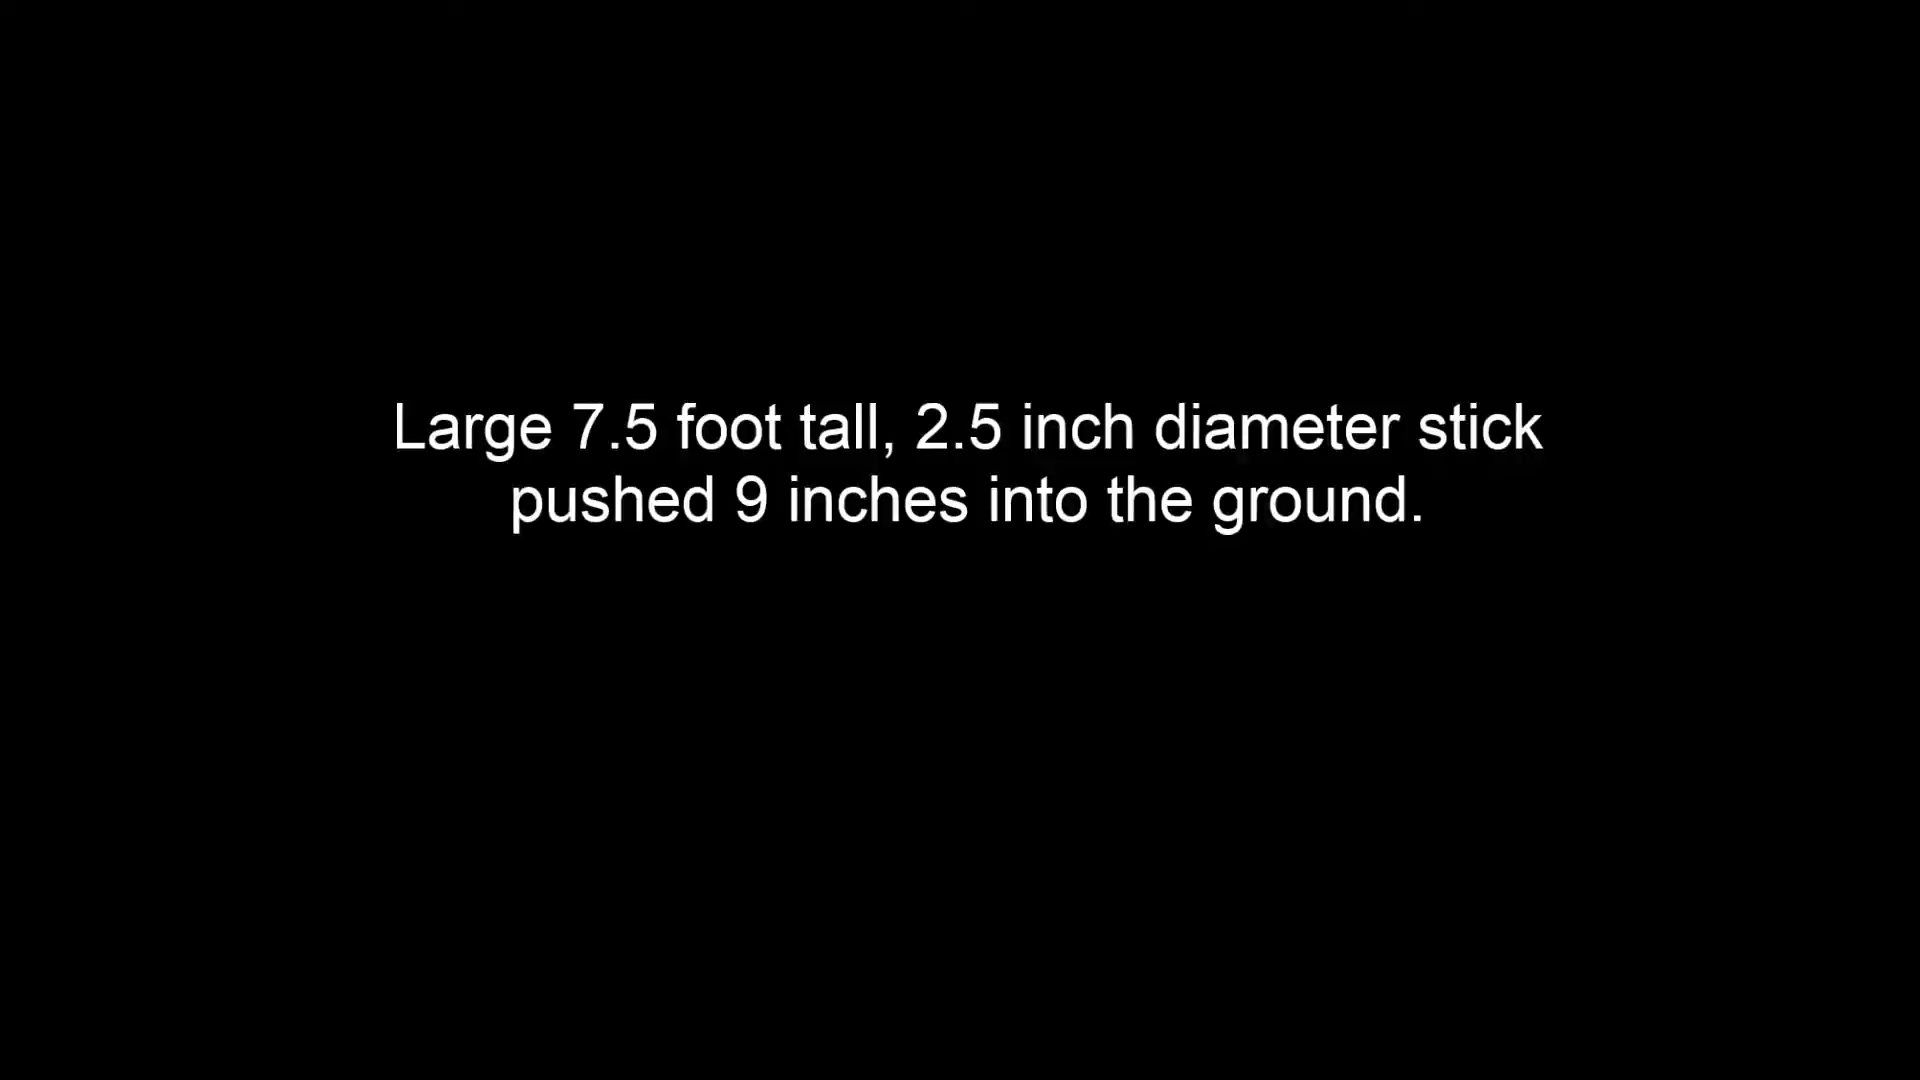 Large 7.5 foot tall, 2.5 inch diameter stick
pushed 9 inches into the ground.